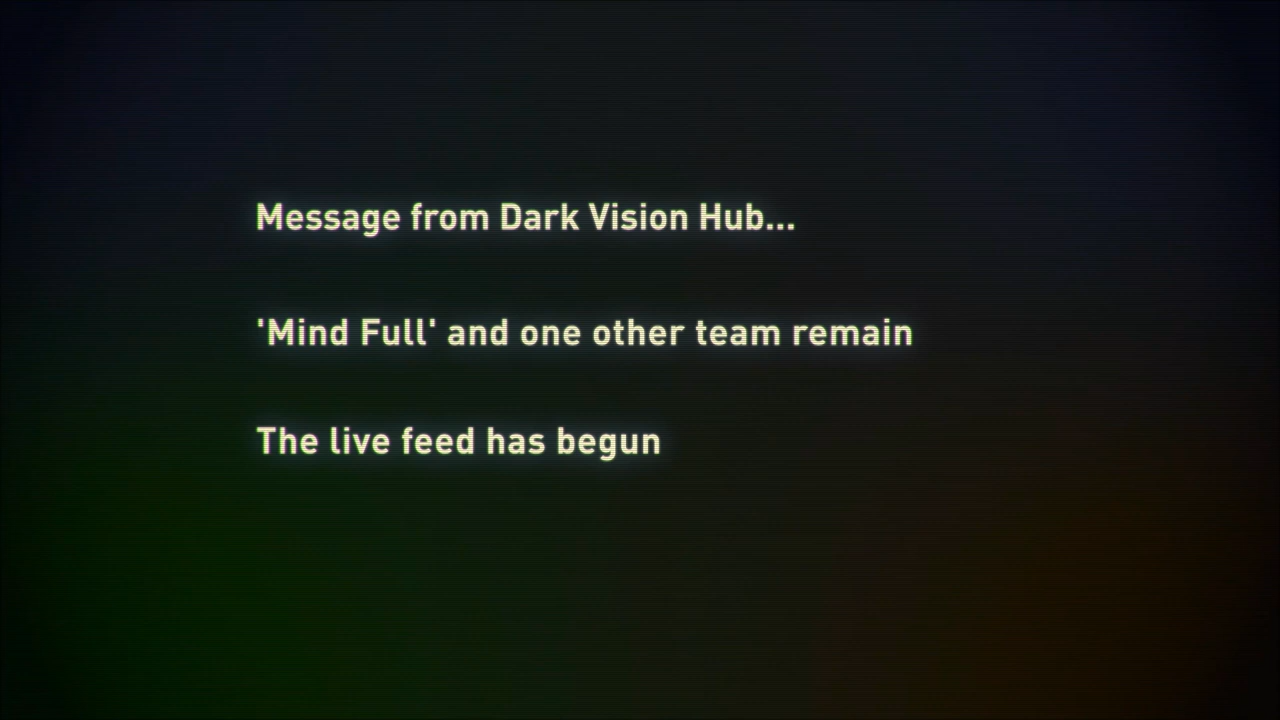 Message from Dark Vision Hub...
'Mind Full' and one other team remain
The live feed has begun